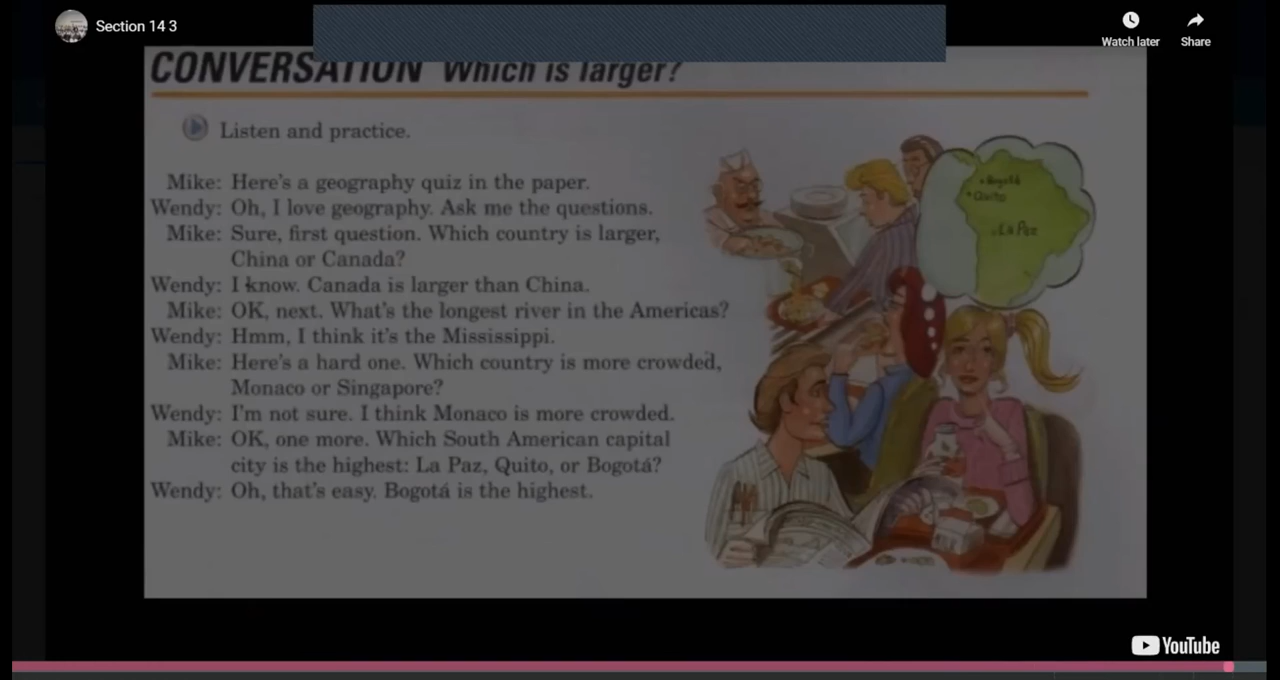 Section 14 3
Watch later
Share
CONVERSATION Which is larger?
Listen and practice.
Mike: Here's a geography quiz in the paper.
Wendy: Oh, I love geography. Ask me the questions.
Mike: Sure, first question. Which country is larger,
China or Canada?
Wendy: I know. Canada is larger than China.
Mike: OK, next. What's the longest river in the Americas?
Wendy: Hmm, I think it's the Mississippi.
Mike: Here's a hard one. Which country is more crowded,
Monaco or Singapore?
Wendy: I'm not sure. I think Monaco is more crowded.
Mike: OK, one more. Which South American capital
city is the highest: La Paz, Quito, or Bogotá?
Wendy: Oh, that's easy. Bogotá is the highest.
Bogotá
Quito
La Paz
YouTube